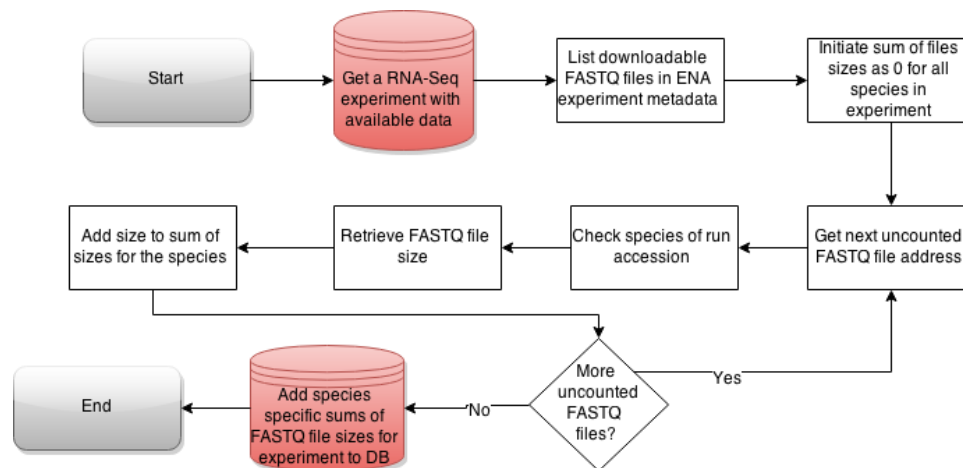 Start
Get a RNA-Seq
experiment with
available data
List downloadable
FASTQ files in ENA
experiment metadata
Initiate sum of files
sizes as 0 for all
species in
experiment
Add size to sum of
sizes for the species
Retrieve FASTQ file
size
Check species of run
accession
Get next uncounted
FASTQ file address
End
Add species
specific sums of
FASTQ file sizes for
experiment to DB
No
More
uncounted
FASTQ
files?
Yes